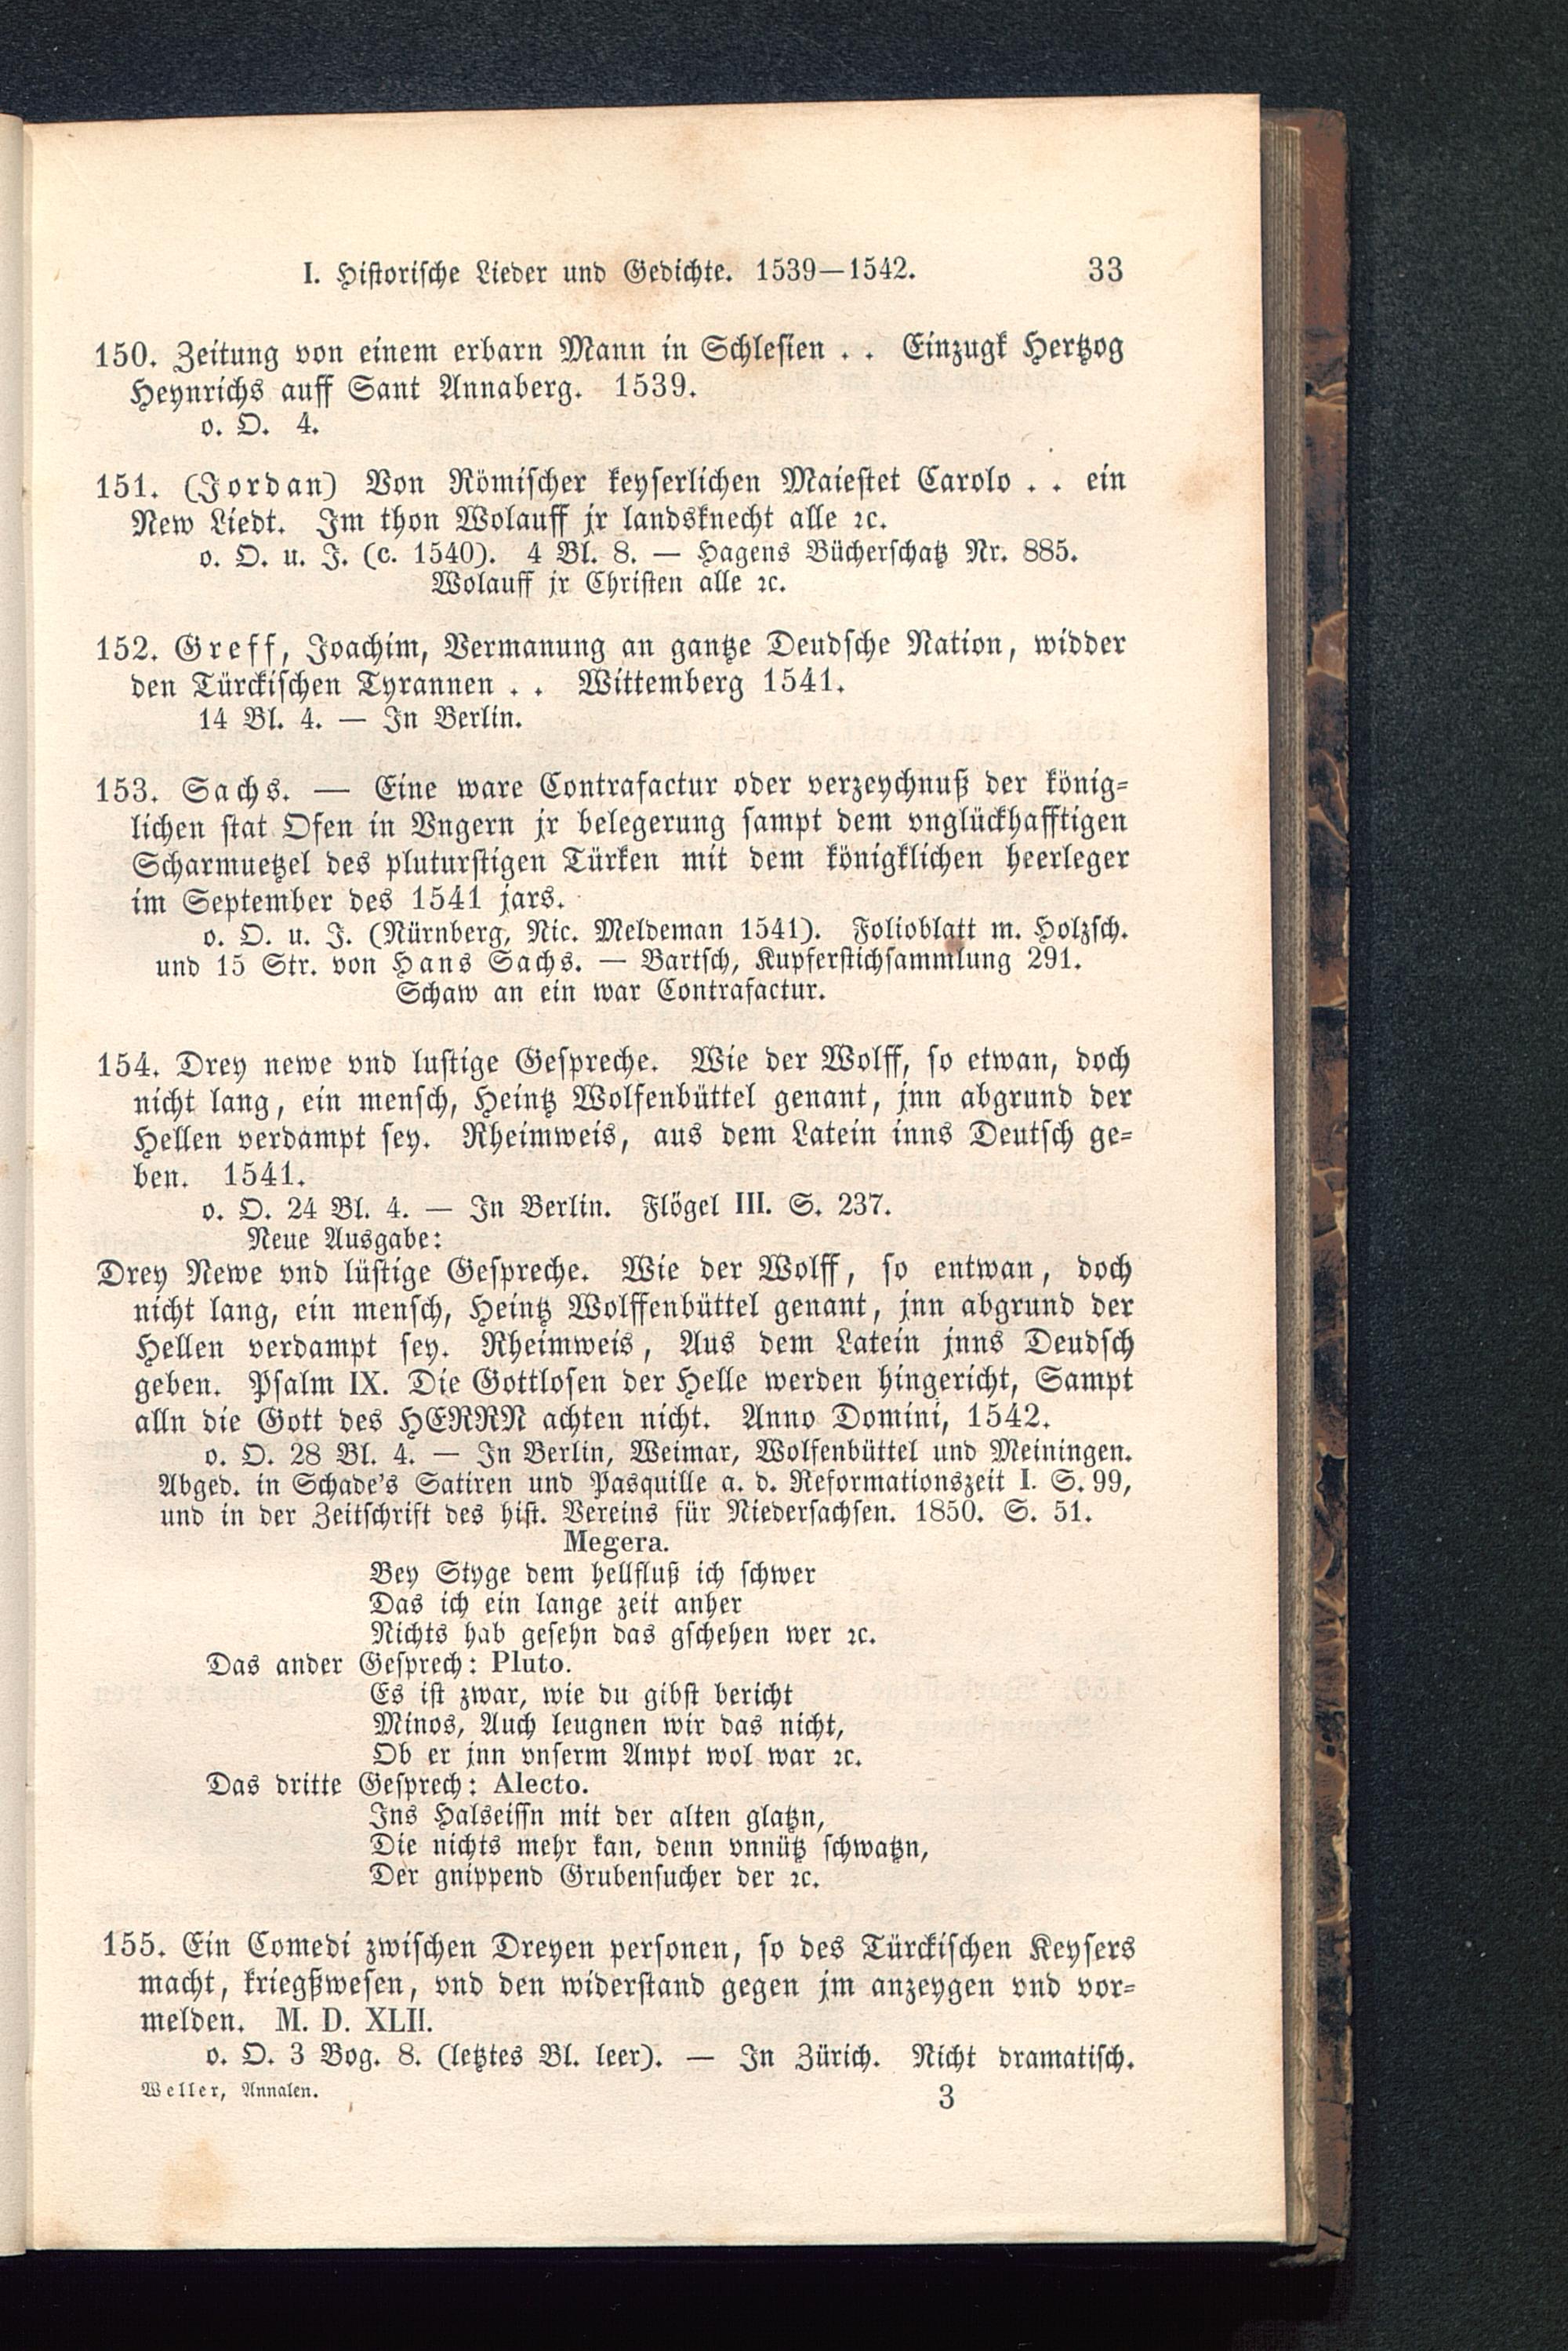 I. Historische Lieder und Gedichte. 1539—1542. 33
150. Zeitung von einem erbarn Mann in Schlesien . . Einzugk Hertzog
Heynrichs auff Sant Annaberg. 1539.
o. O. 4.
151. (Jordan) Von Römischer keyserlichen Maiestet Carolo . . ein
New Liedt. Im thon Wolauff jr landsknecht alle ꝛc.
o. O. u. J. (c. 1540). 4 Bl. 8. — Hagens Bücherschatz Nr. 885.
Wolauff jr Christen alle ꝛc.
152. Greff, Joachim, Vermanung an gantze Deudsche Nation, widder
den Türckischen Tyrannen . . Wittemberg 1541.
14 Bl. 4. — In Berlin.
153. Sachs. — Eine ware Contrafactur oder verzeychnuß der könig-
lichen stat Ofen in Vngern jr belegerung sampt dem vnglückhafftigen
Scharmuetzel des pluturstigen Türken mit dem königklichen heerleger
im September des 1541 jars.
o. O. u. J. (Nürnberg, Nic. Meldeman 1541). Folioblatt m. Holzsch.
und 15 Str. von Hans Sachs. — Bartsch, Kupferstichsammlung 291.
Schaw an ein war Contrafactur.
154. Drey newe vnd lustige Gespreche. Wie der Wolff, so etwan, doch
nicht lang, ein mensch, Heintz Wolfenbüttel genant, jnn abgrund der
Hellen verdampt sey. Rheimweis, aus dem Latein inns Deutsch ge-
ben. 1541.
o. O. 24 Bl. 4. — In Berlin. Flögel III. S. 237.
Neue Ausgabe:
Drey Newe vnd lüstige Gespreche. Wie der Wolff, so entwan, doch
nicht lang, ein mensch, Heintz Wolffenbüttel genant, jnn abgrund der
Hellen verdampt sey. Rheimweis, Aus dem Latein jnns Deudsch
geben. Psalm IX. Die Gottlosen der Helle werden hingericht, Sampt
alln die Gott des HERRN achten nicht. Anno Domini, 1542.
o. O. 28 Bl. 4. — In Berlin, Weimar, Wolfenbüttel und Meiningen.
Abged. in Schade's Satiren und Pasquille a. d. Reformationszeit I. S. 99,
und in der Zeitschrift des hist. Vereins für Niedersachsen. 1850. S. 51.
Megera.
Bey Styge dem hellfluß ich schwer
Das ich ein lange zeit anher
Nichts hab gesehn das gschehen wer ꝛc.
Das ander Gesprech: Pluto.
Es ist zwar, wie du gibst bericht
Minos, Auch leugnen wir das nicht,
Ob er jnn vnserm Ampt wol war ꝛc.
Das dritte Gesprech: Alecto.
Ins Halseissn mit der alten glatzn,
Die nichts mehr kan, denn vnnütz schwatzn,
Der gnippend Grubensucher der ꝛc.
155. Ein Comedi zwischen Dreyen personen, so des Türckischen Keysers
macht, kriegßwesen, vnd den widerstand gegen jm anzeygen vnd vor-
melden. M. D. XLII.
o. O. 3 Bog. 8. (letztes Bl. leer). — In Zürich. Nicht dramatisch.
Weller, Annalen. 3